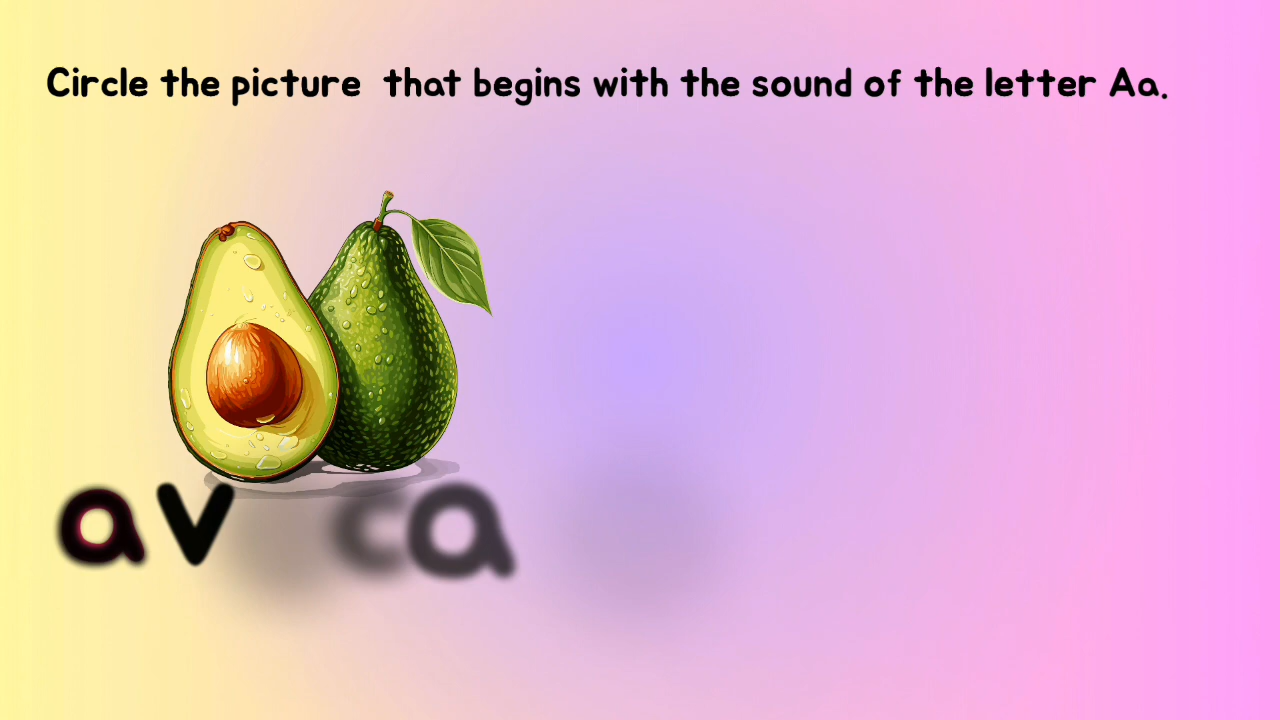 Circle the picture that begins with the sound of the letter Aa.
av ca